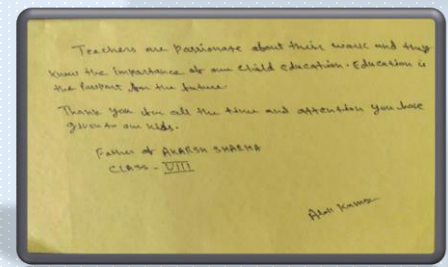 Teachers are Passionate about their work and they
know the importance of our child education. Education is
the Passport for the future.
Thank you for all the time and attention you have
given to our kids.
Father of AKARSH SHARMA
CLASS - VIII
Kumar